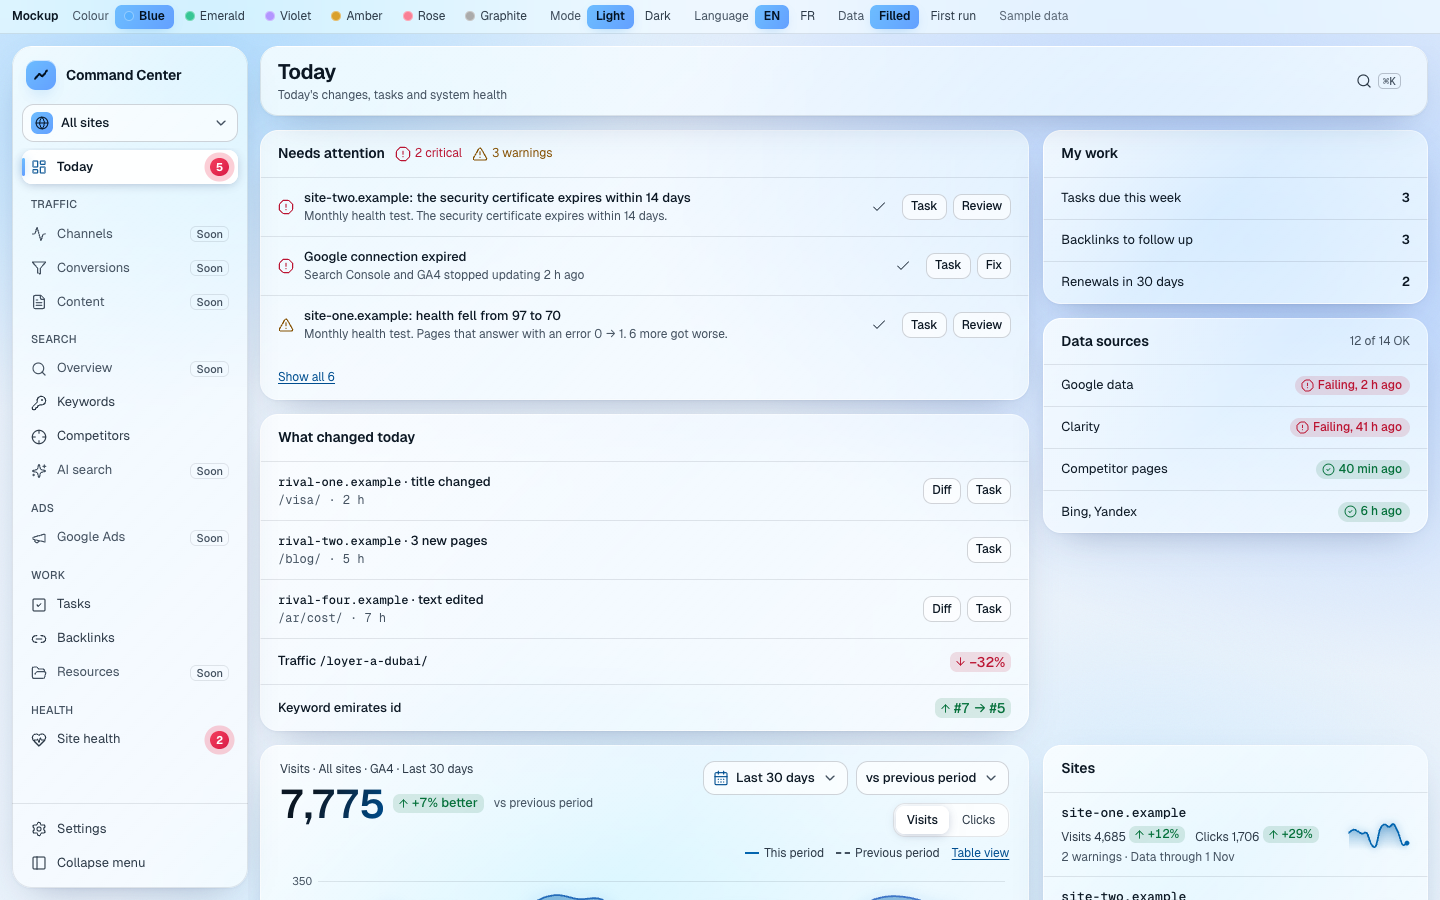 Mockup Colour Blue Emerald Violet Amber Rose Graphite Mode Light Dark Language EN FR Data Filled First run Sample data
Command Center
All sites
Today 5
TRAFFIC
Channels Soon
Conversions Soon
Content Soon
SEARCH
Overview Soon
Keywords
Competitors
AI search Soon
ADS
Google Ads Soon
WORK
Tasks
Backlinks
Resources Soon
HEALTH
Site health 2
Settings
Collapse menu
Today
Today's changes, tasks and system health
⌘K
Needs attention 2 critical 3 warnings
site-two.example: the security certificate expires within 14 days
Monthly health test. The security certificate expires within 14 days.
Task Review
Google connection expired
Search Console and GA4 stopped updating 2 h ago
Task Fix
site-one.example: health fell from 97 to 70
Monthly health test. Pages that answer with an error 0 → 1. 6 more got worse.
Task Review
Show all 6
What changed today
rival-one.example · title changed
/visa/ · 2 h
Diff Task
rival-two.example · 3 new pages
/blog/ · 5 h
Task
rival-four.example · text edited
/ar/cost/ · 7 h
Diff Task
Traffic /loyer-a-dubai/ ↓ −32%
Keyword emirates id ↑ #7 → #5
Visits · All sites · GA4 · Last 30 days
7,775 ↑ +7% better vs previous period
Last 30 days vs previous period
Visits Clicks
This period Previous period Table view
350
My work
Tasks due this week 3
Backlinks to follow up 3
Renewals in 30 days 2
Data sources 12 of 14 OK
Google data Failing, 2 h ago
Clarity Failing, 41 h ago
Competitor pages 40 min ago
Bing, Yandex 6 h ago
Sites
site-one.example
Visits 4,685 ↑ +12% Clicks 1,706 ↑ +29%
2 warnings · Data through 1 Nov
site-two.example